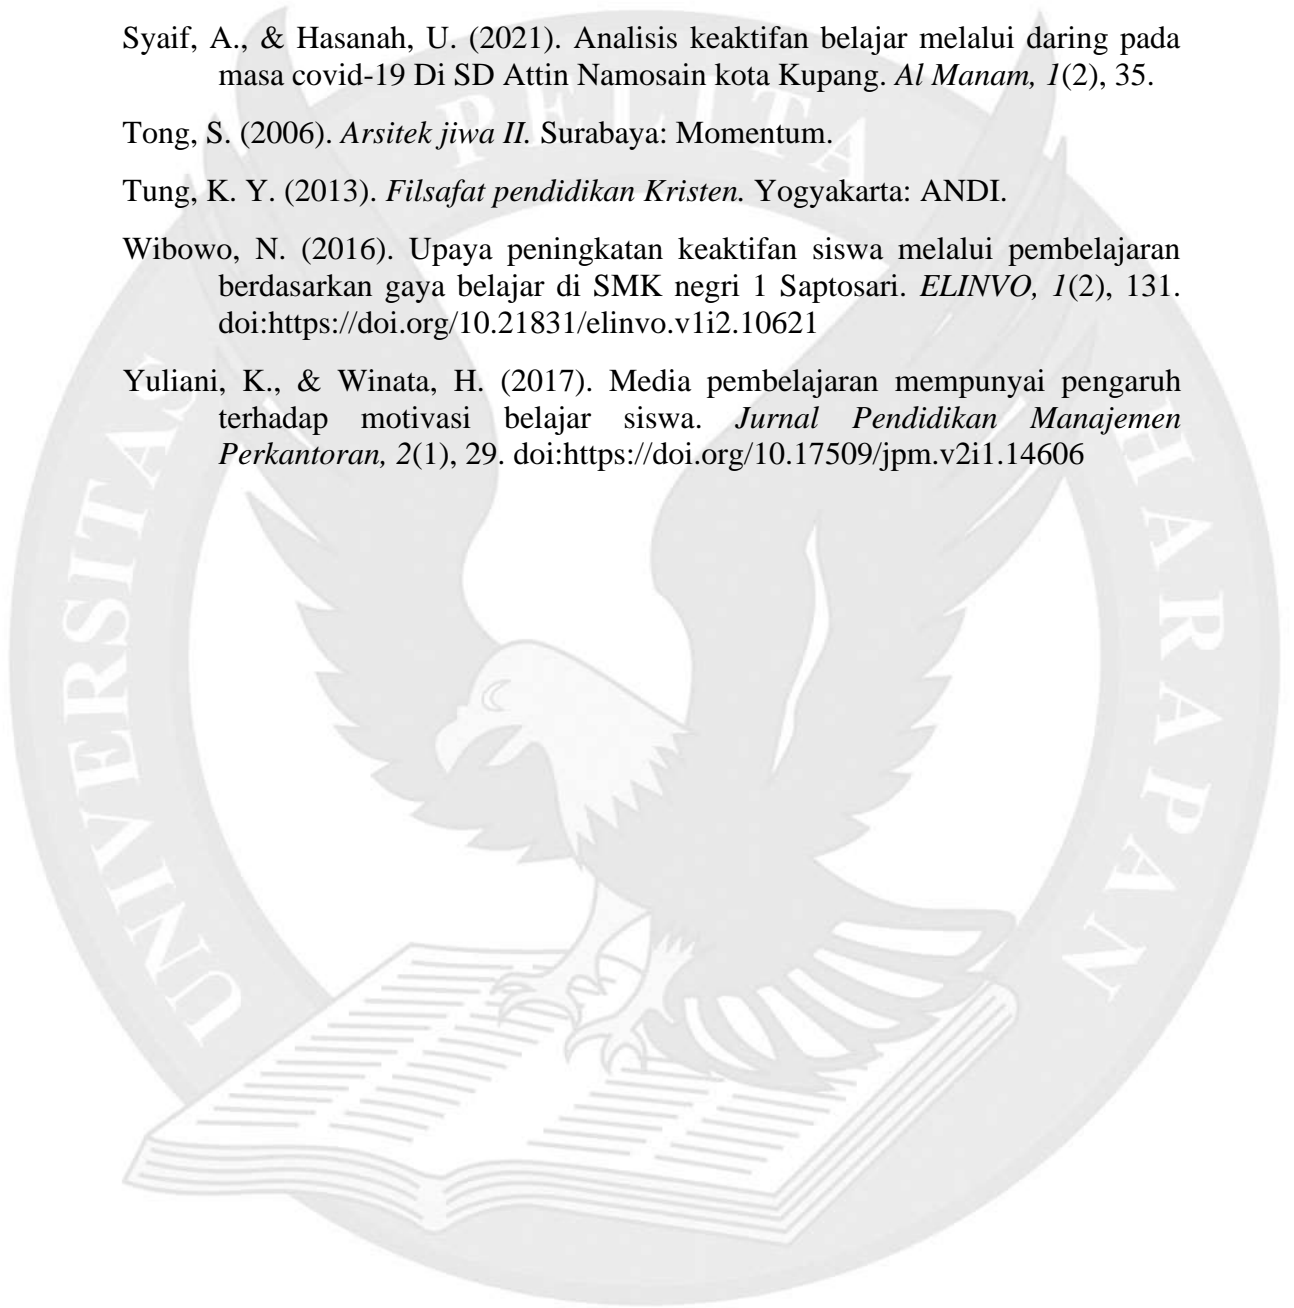 Syaif, A., & Hasanah, U. (2021). Analisis keaktifan belajar melalui daring pada
masa covid-19 Di SD Attin Namosain kota Kupang. Al Manam, 1(2), 35.
Tong, S. (2006). Arsitek jiwa II. Surabaya: Momentum.
Tung, K. Y. (2013). Filsafat pendidikan Kristen. Yogyakarta: ANDI.
Wibowo, N. (2016). Upaya peningkatan keaktifan siswa melalui pembelajaran
berdasarkan gaya belajar di SMK negri 1 Saptosari. ELINVO, 1(2), 131.
doi:https://doi.org/10.21831/elinvo.v1i2.10621
Yuliani, K., & Winata, H. (2017). Media pembelajaran mempunyai pengaruh
terhadap motivasi belajar siswa. Jurnal Pendidikan Manajemen
Perkantoran, 2(1), 29. doi:https://doi.org/10.17509/jpm.v2i1.14606
UNIVERSITAS PELITA HARAPAN